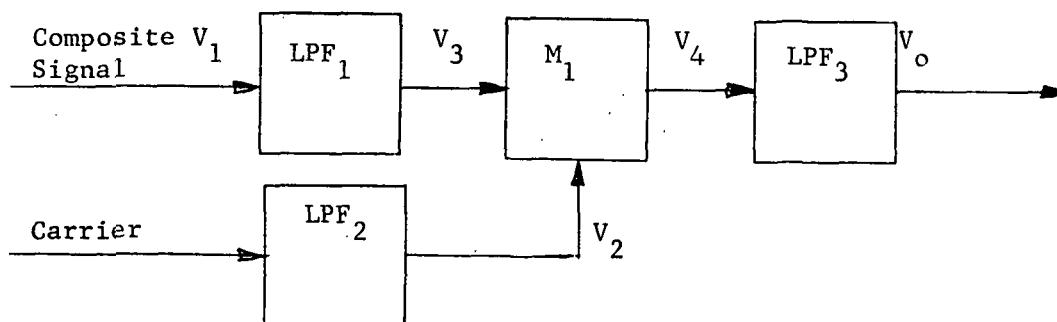 Composite V1
Signal
LPF1
V3
M1
V4
LPF3
Vo
Carrier
LPF2
V2